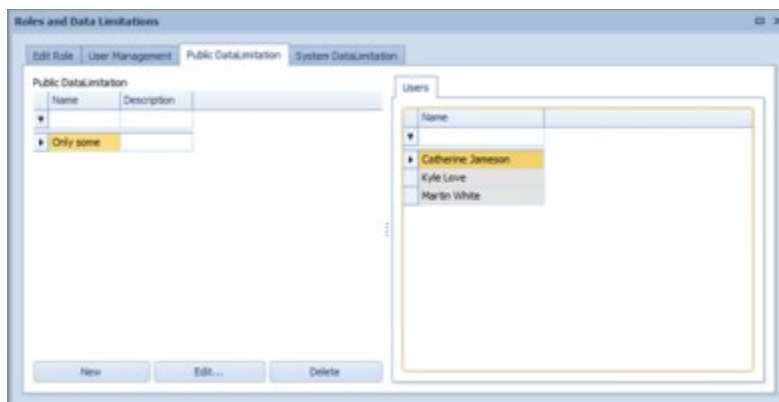 Roles and Data Limitations
Edit Role User Management Public DataLimitation System DataLimitation
Public DataLimitation
Name Description
Only some
Users
Name
Catherine Jameson
Kyle Love
Martin White
New Edit... Delete